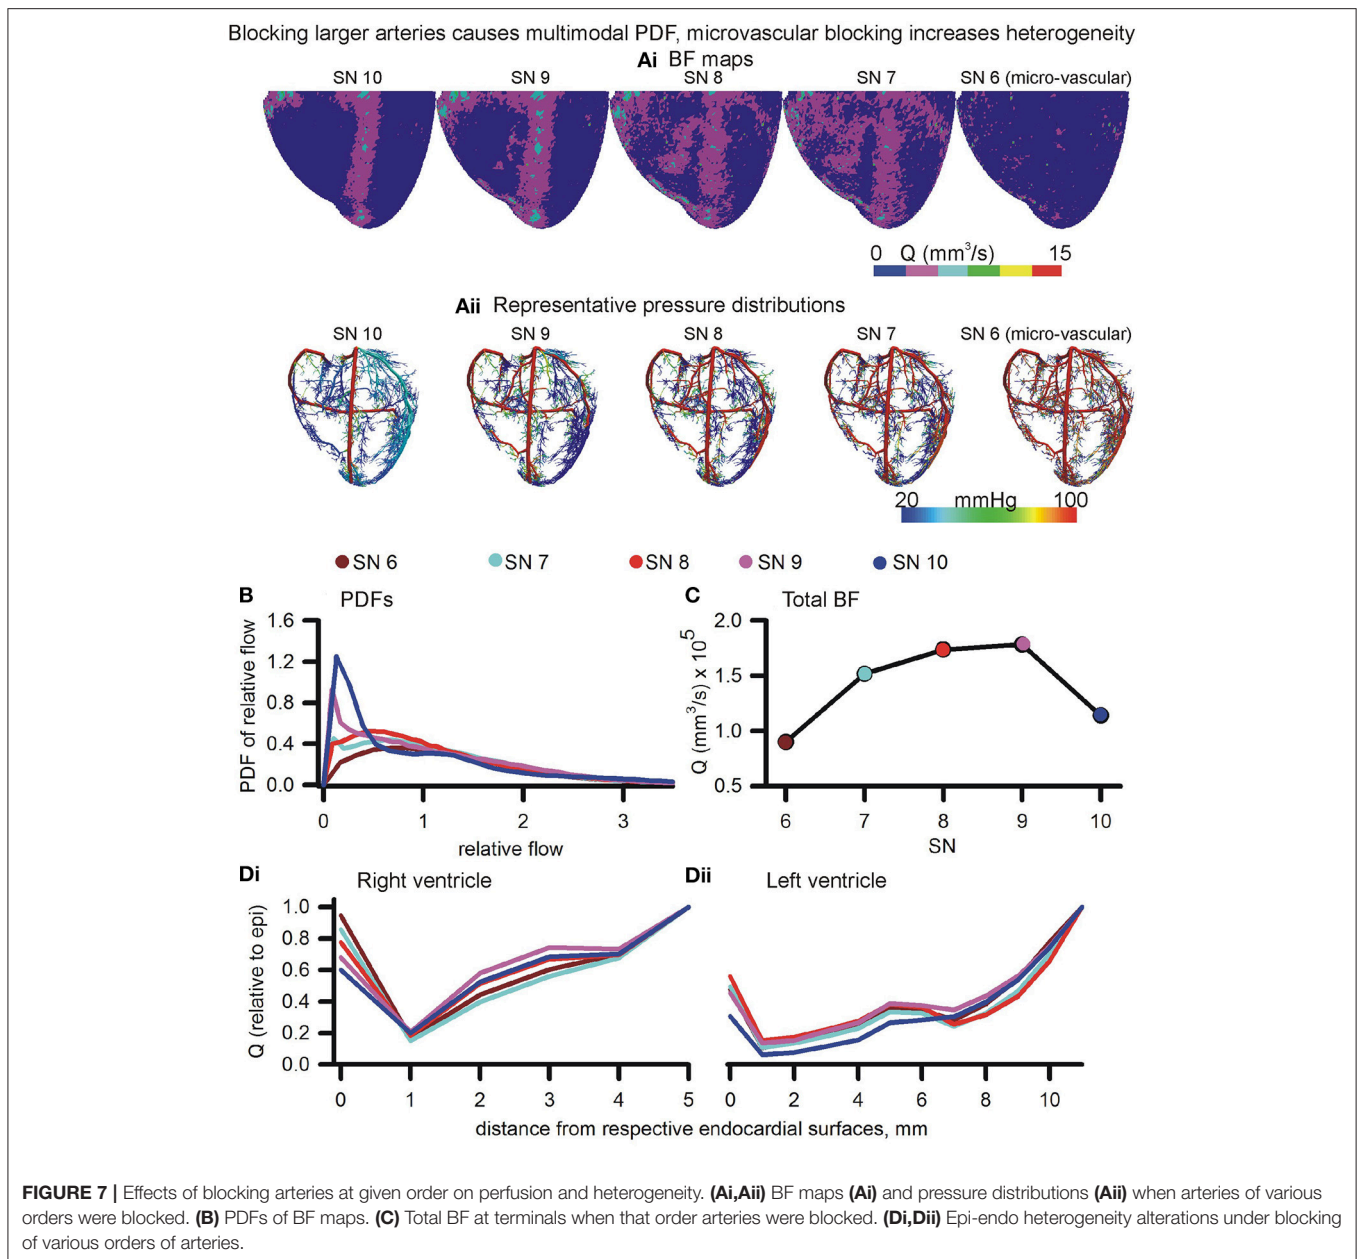 Blocking larger arteries causes multimodal PDF, microvascular blocking increases heterogeneity
Ai BF maps
SN 10 SN 9 SN 8 SN 7 SN 6 (micro-vascular)
0 Q (mm³/s) 15
Aii Representative pressure distributions
SN 10 SN 9 SN 8 SN 7 SN 6 (micro-vascular)
20 mmHg 100
SN 6 SN 7 SN 8 SN 9 SN 10
B PDFs
PDF of relative flow
1.6
1.2
0.8
0.4
0.0
0 1 2 3
relative flow
C Total BF
Q (mm³/s) x 10⁵
2.0
1.5
1.0
0.5
6 7 8 9 10
SN
Di Right ventricle
Q (relative to epi)
1.0
0.8
0.6
0.4
0.2
0.0
0 1 2 3 4 5
Dii Left ventricle
0 2 4 6 8 10
distance from respective endocardial surfaces, mm
FIGURE 7 | Effects of blocking arteries at given order on perfusion and heterogeneity. (Ai,Aii) BF maps (Ai) and pressure distributions (Aii) when arteries of various
orders were blocked. (B) PDFs of BF maps. (C) Total BF at terminals when that order arteries were blocked. (Di,Dii) Epi-endo heterogeneity alterations under blocking
of various orders of arteries.